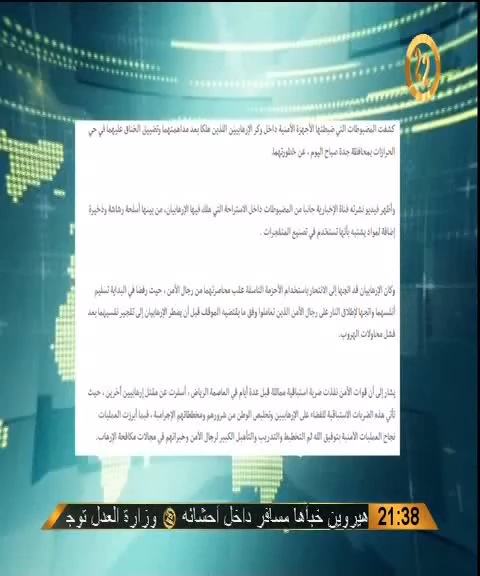 كشفت المضبوطات التي ضبطتها الأجهزة الأمنية داخل وكر الإرهابيين اللذين هلكا بعد مداهمتهما وتضييق الخناق عليهما في حي
الحرازات بمحافظة جدة صباح اليوم ، عن خطورتهما.
وأظهر فيديو نشرته قناة الإخبارية جانبا من المضبوطات داخل الاستراحة التي هلك فيها الإرهابيان، من بينها أسلحة رشاشة وذخيرة
إضافة لمواد يشتبه بأنها تستخدم في تصنيع المتفجرات .
وكان الإرهابيان قد اتجها إلى الانتحار باستخدام الأحزمة الناسفة عقب محاصرتهما من رجال الأمن ، حيث رفضا في البداية تسليم
أنفسهما واتجها لإطلاق النار على رجال الأمن الذين تعاملوا وفق ما يقتضيه الموقف قبل أن يضطر الإرهابيان إلى تفجير نفسيهما بعد
فشل محاولات الهروب.
يشار إلى أن قوات الأمن نفذت ضربة استباقية مماثلة قبل عدة أيام في العاصمة الرياض ، أسفرت عن مقتل إرهابيين آخرين ، حيث
تأتي هذه الضربات الاستباقية للقضاء على الإرهابيين وتخليص الوطن من شرورهم ومخططاتهم الإجرامية ، فيما أبرزت العمليات
نجاح العمليات الأمنية بتوفيق الله ثم التخطيط والتدريب والتأهيل الكبير لرجال الأمن وخبراتهم في مجالات مكافحة الإرهاب.
21:38 هيروين خبأها مسافر داخل أحشائه وزارة العدل توج